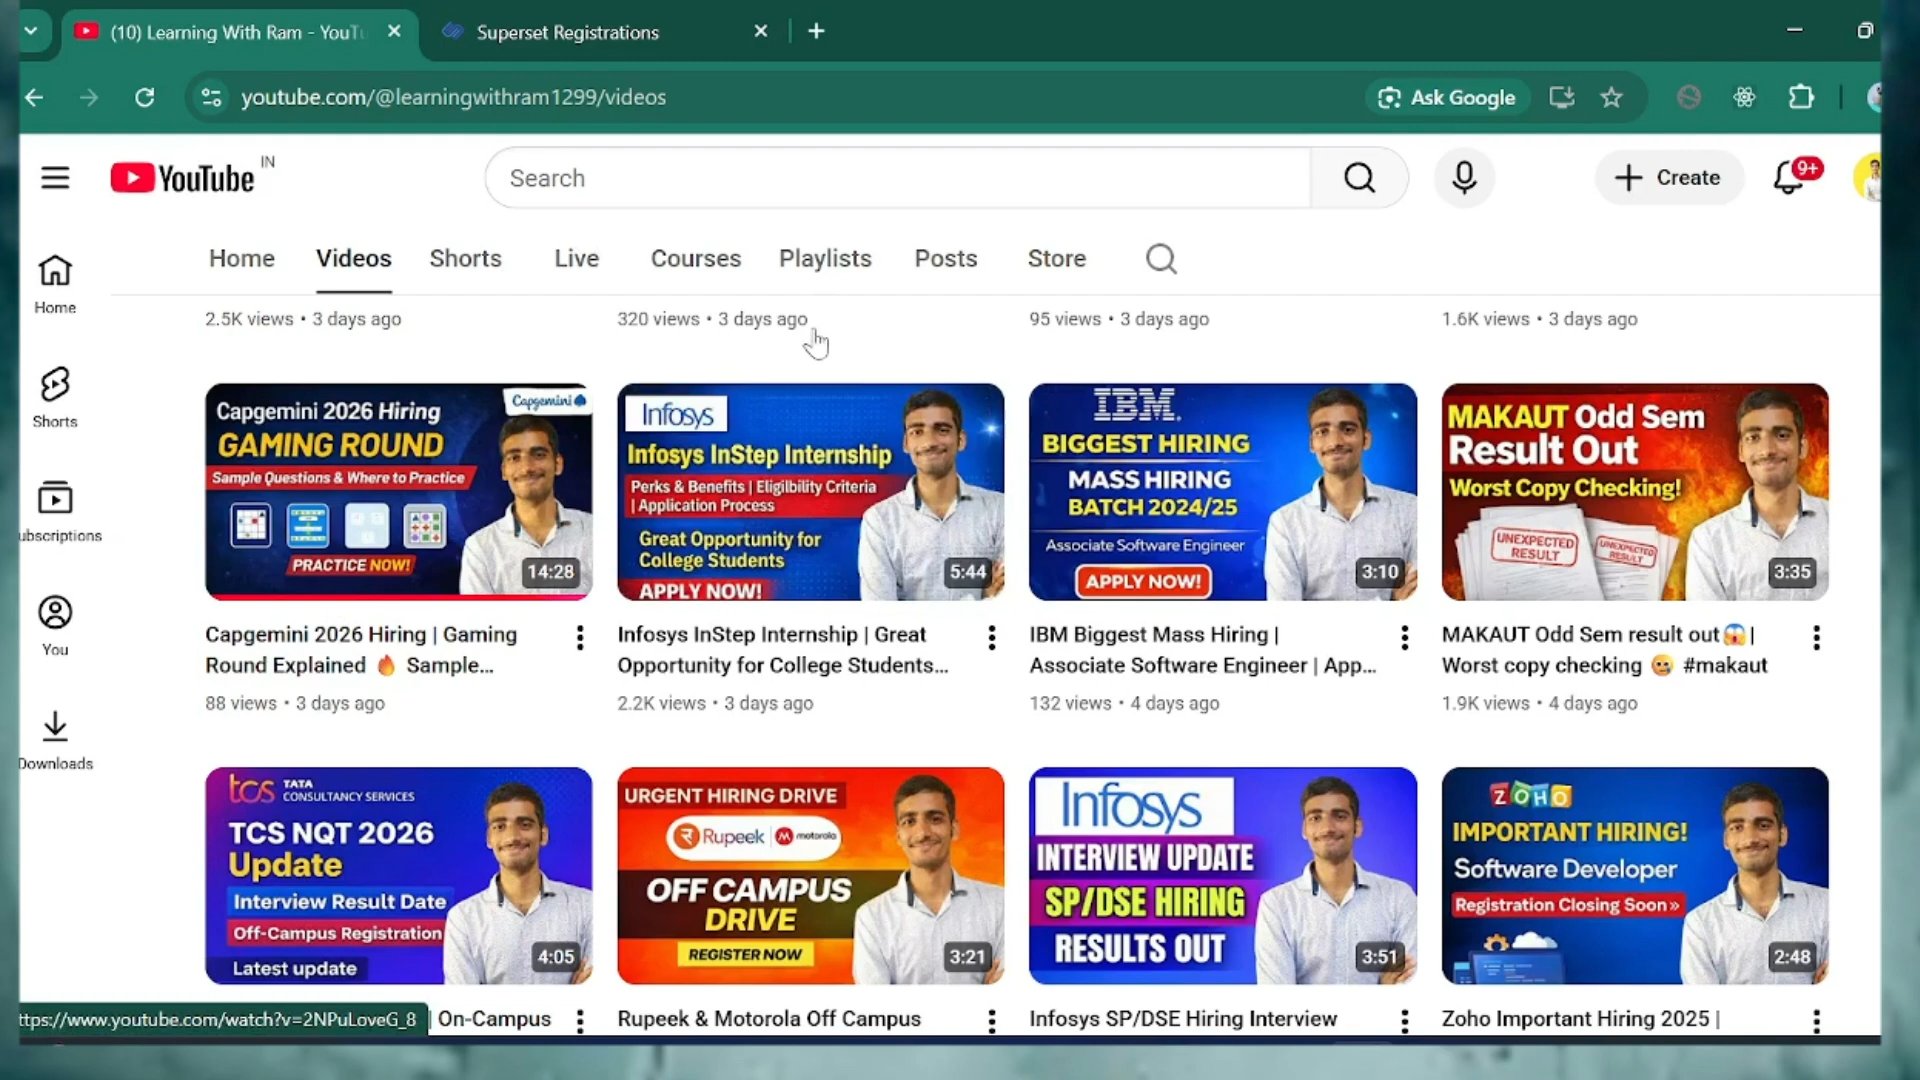 (10) Learning With Ram - YouTu
Superset Registrations
youtube.com/@learningwithram1299/videos
Ask Google
YouTube IN
Search
Create
9+
Home
Videos
Shorts
Live
Courses
Playlists
Posts
Store
Home
Shorts
ubscriptions
You
Downloads
2.5K views • 3 days ago
320 views • 3 days ago
95 views • 3 days ago
1.6K views • 3 days ago
Capgemini
Capgemini 2026 Hiring
GAMING ROUND
Sample Questions & Where to Practice
PRACTICE NOW!
14:28
Capgemini 2026 Hiring | Gaming
Round Explained 🔥 Sample...
88 views • 3 days ago
Infosys
Infosys InStep Internship
Perks & Benefits | Eligilbility Criteria
| Application Process
Great Opportunity for
College Students
APPLY NOW!
5:44
Infosys InStep Internship | Great
Opportunity for College Students...
2.2K views • 3 days ago
IBM.
BIGGEST HIRING
MASS HIRING
BATCH 2024/25
Associate Software Engineer
APPLY NOW!
3:10
IBM Biggest Mass Hiring |
Associate Software Engineer | App...
132 views • 4 days ago
MAKAUT Odd Sem
Result Out
Worst Copy Checking!
UNEXPECTED
RESULT
UNEXPECTED
RESULT
3:35
MAKAUT Odd Sem result out😱|
Worst copy checking 🤬 #makaut
1.9K views • 4 days ago
tcs TATA
CONSULTANCY SERVICES
TCS NQT 2026
Update
Interview Result Date
Off-Campus Registration
Latest update
4:05
| On-Campus
URGENT HIRING DRIVE
Rupeek | motorola
OFF CAMPUS
DRIVE
REGISTER NOW
3:21
Rupeek & Motorola Off Campus
Infosys
INTERVIEW UPDATE
SP/DSE HIRING
RESULTS OUT
3:51
Infosys SP/DSE Hiring Interview
ZOHO
IMPORTANT HIRING!
Software Developer
Registration Closing Soon»
2:48
Zoho Important Hiring 2025 |
ttps://www.youtube.com/watch?v=2NPuLoveG_8